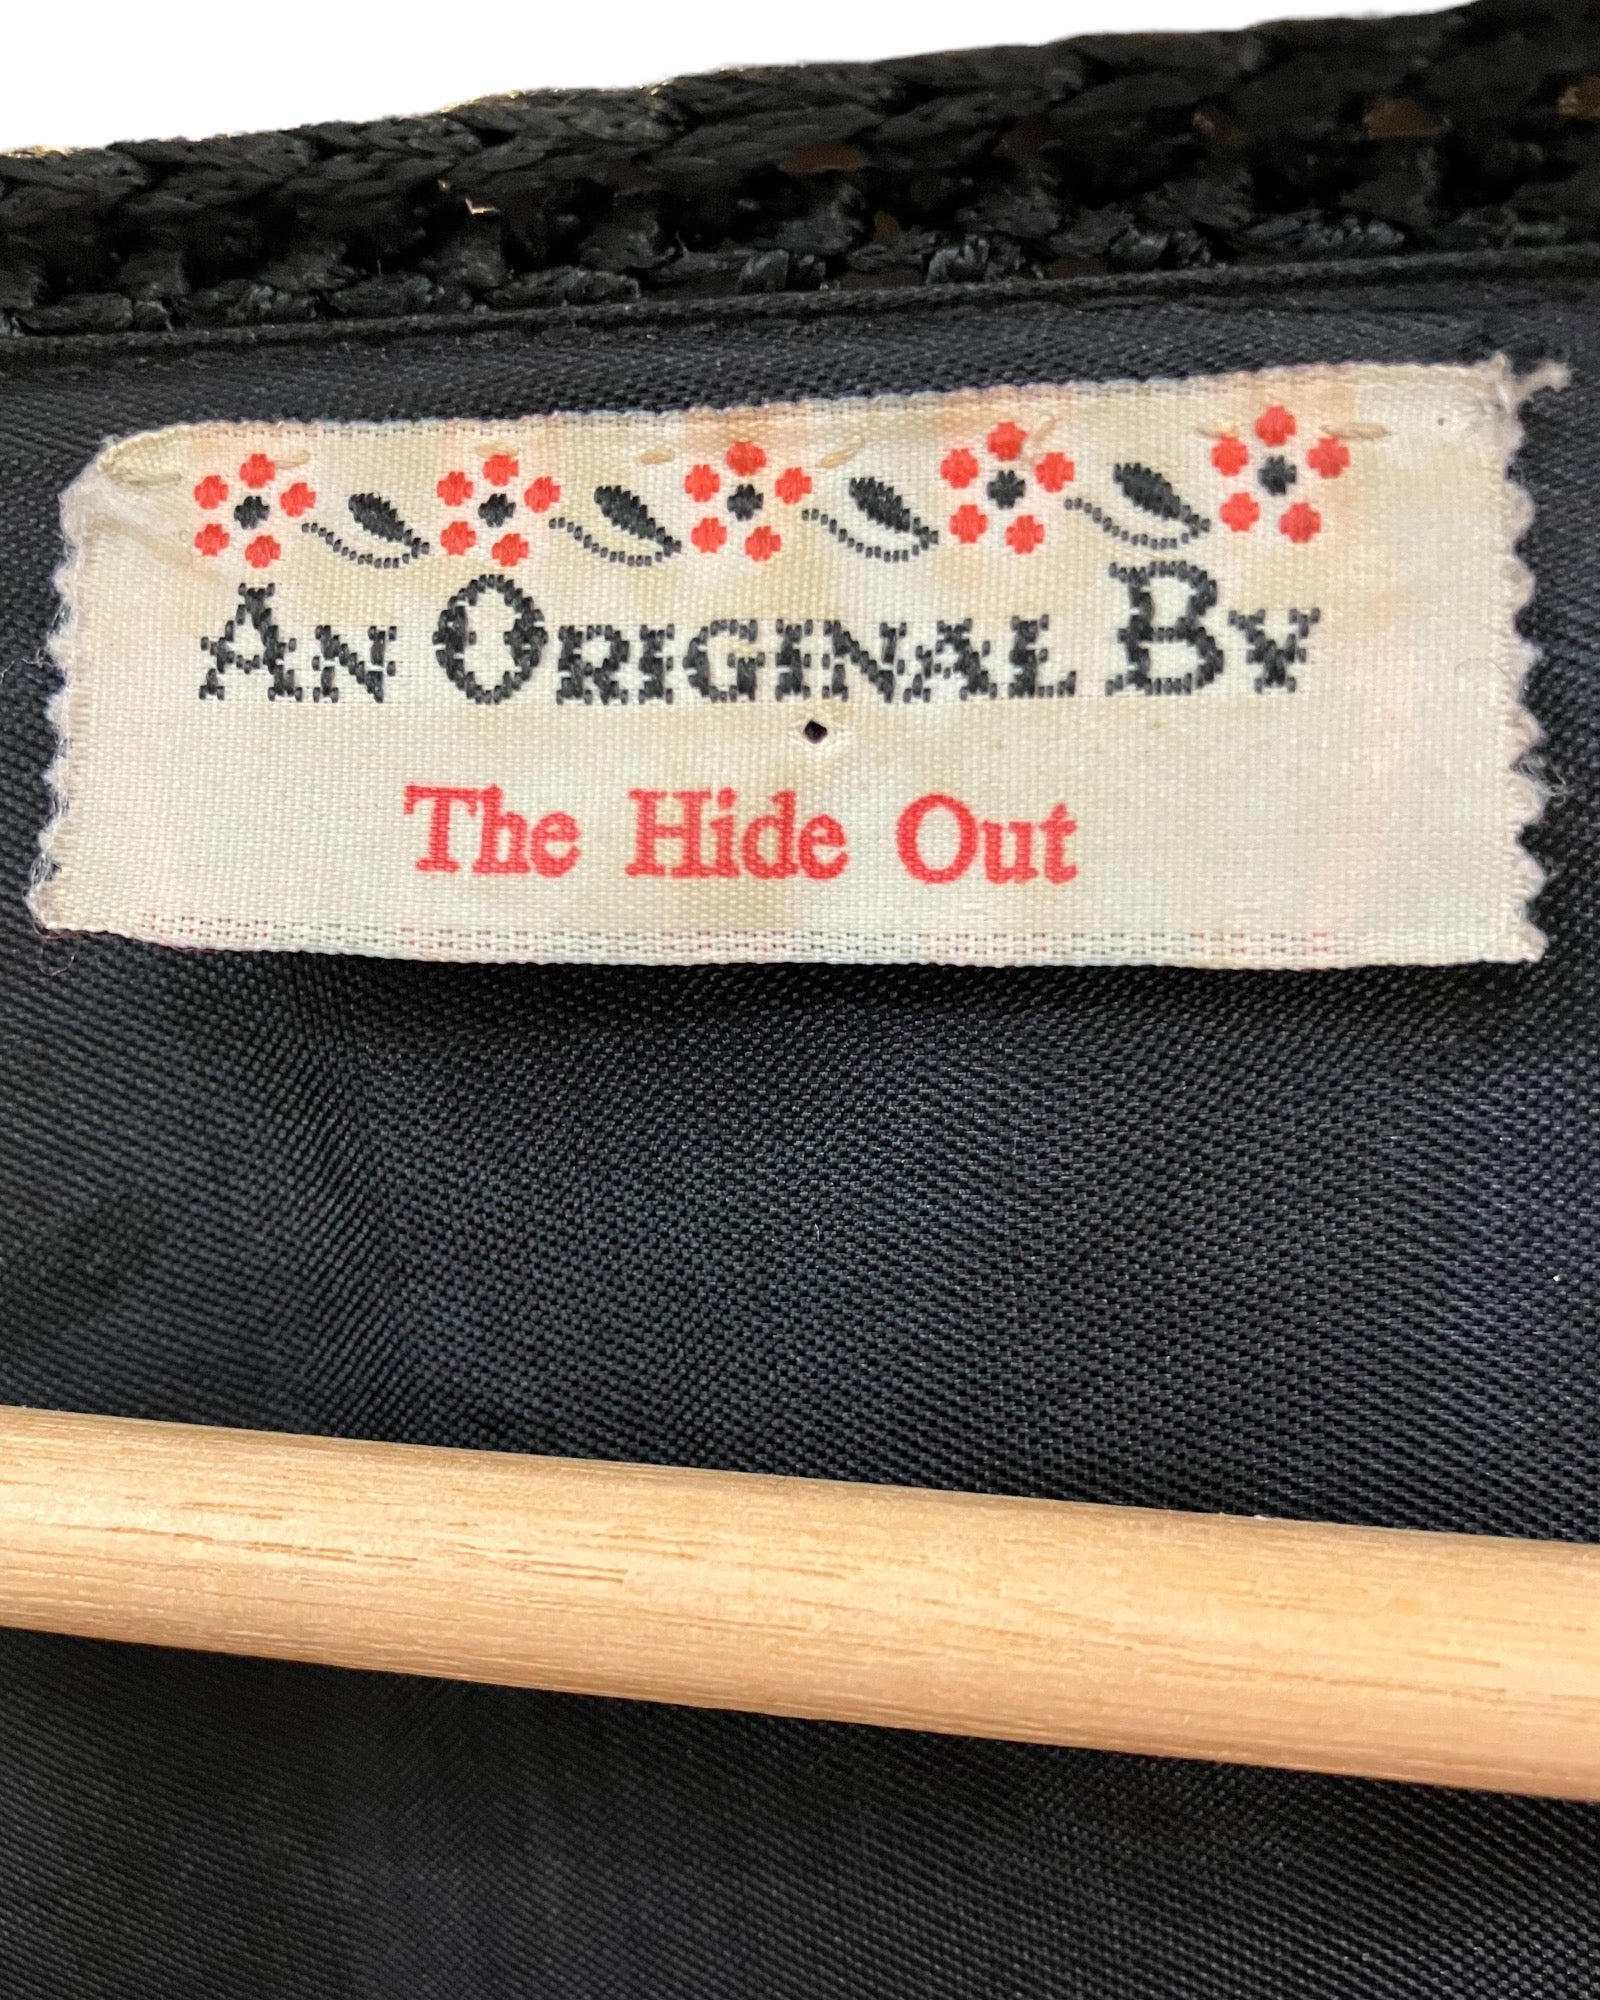 An Original By
The Hide Out